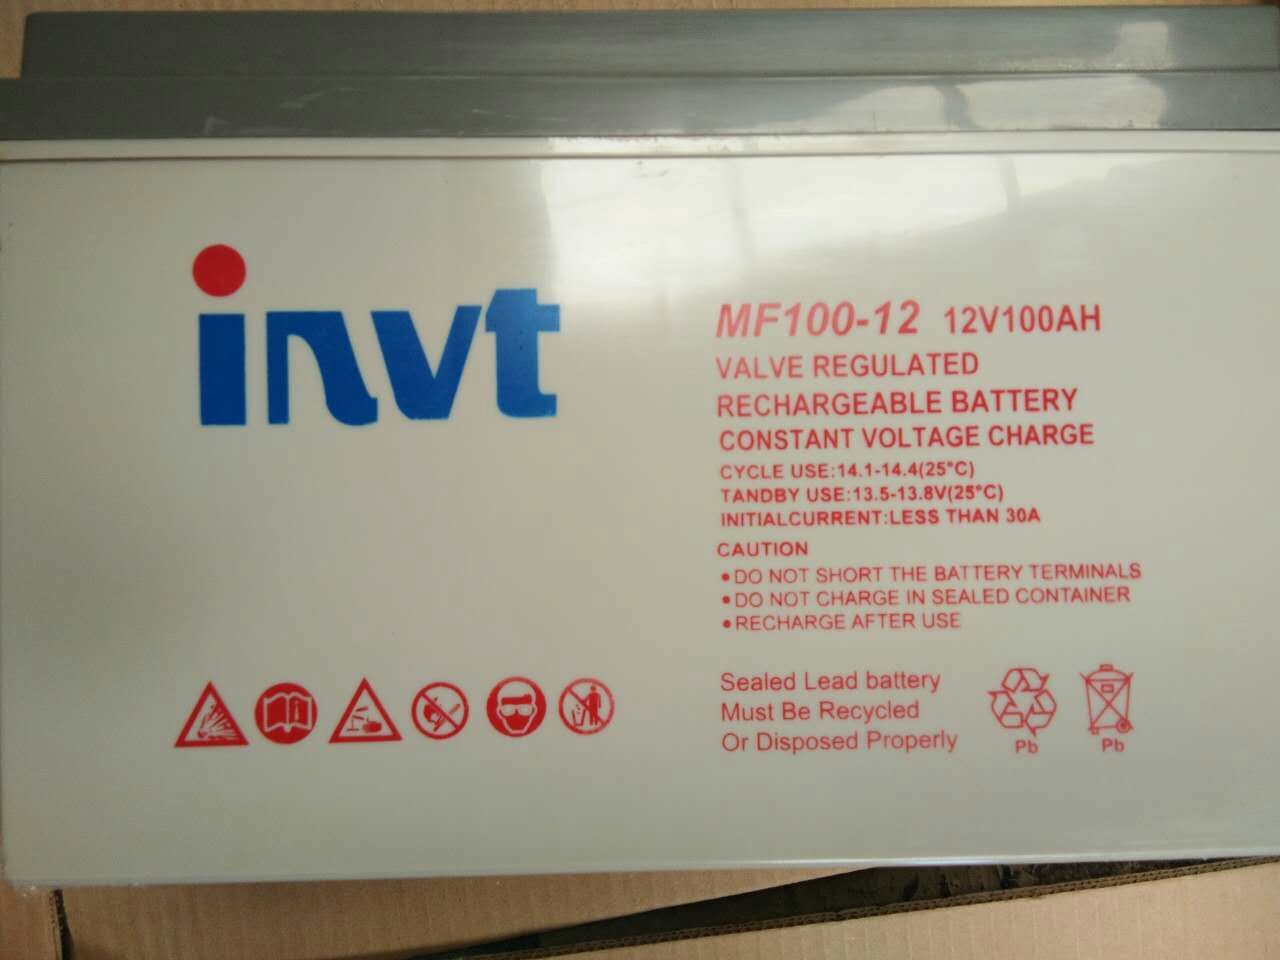 invt
MF100-12 12V100AH
VALVE REGULATED
RECHARGEABLE BATTERY
CONSTANT VOLTAGE CHARGE
CYCLE USE:14.1-14.4(25°C)
TANDBY USE:13.5-13.8V(25°C)
INITIALCURRENT:LESS THAN 30A
CAUTION
•DO NOT SHORT THE BATTERY TERMINALS
•DO NOT CHARGE IN SEALED CONTAINER
•RECHARGE AFTER USE
Sealed Lead battery
Must Be Recycled
Or Disposed Properly
Pb Pb